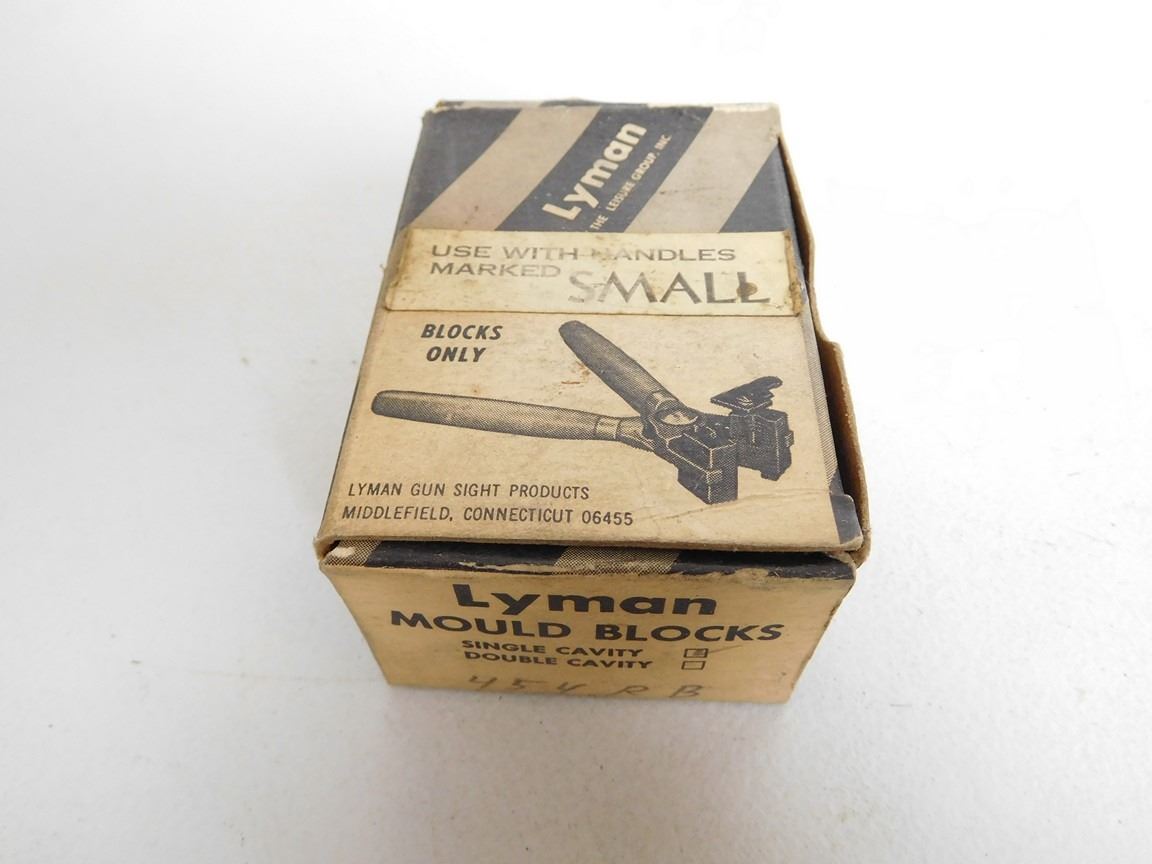 Lyman
THE LEISURE GROUP, INC
USE WITH HANDLES
MARKED SMALL
BLOCKS
ONLY
LYMAN GUN SIGHT PRODUCTS
MIDDLEFIELD, CONNECTICUT 06455
Lyman
MOULD BLOCKS
SINGLE CAVITY
DOUBLE CAVITY
454 R B